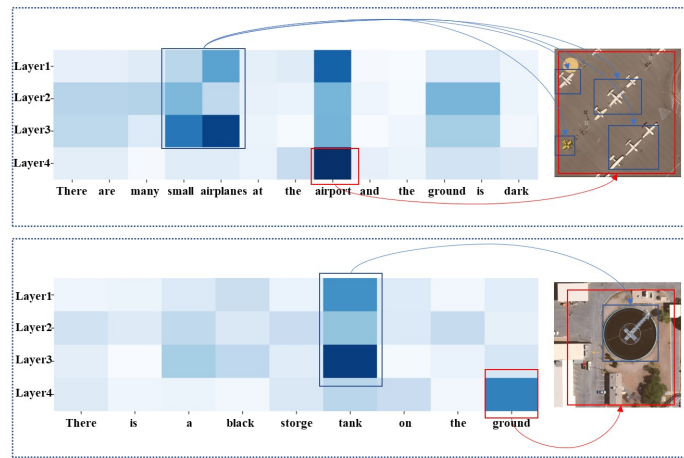 Layer1-
Layer2-
Layer3-
Layer4-
There are many small airplanes at the airport and the ground is dark
Layer1-
Layer2-
Layer3-
Layer4-
There is a black storge tank on the ground